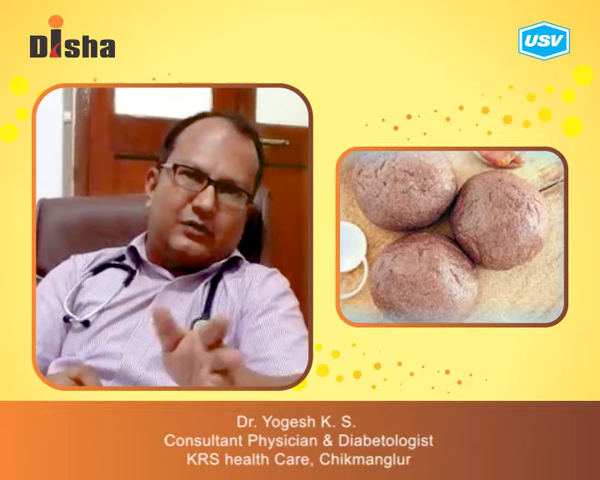 Disha
USV
Dr. Yogesh K. S.
Consultant Physician & Diabetologist
KRS health Care, Chikmanglur